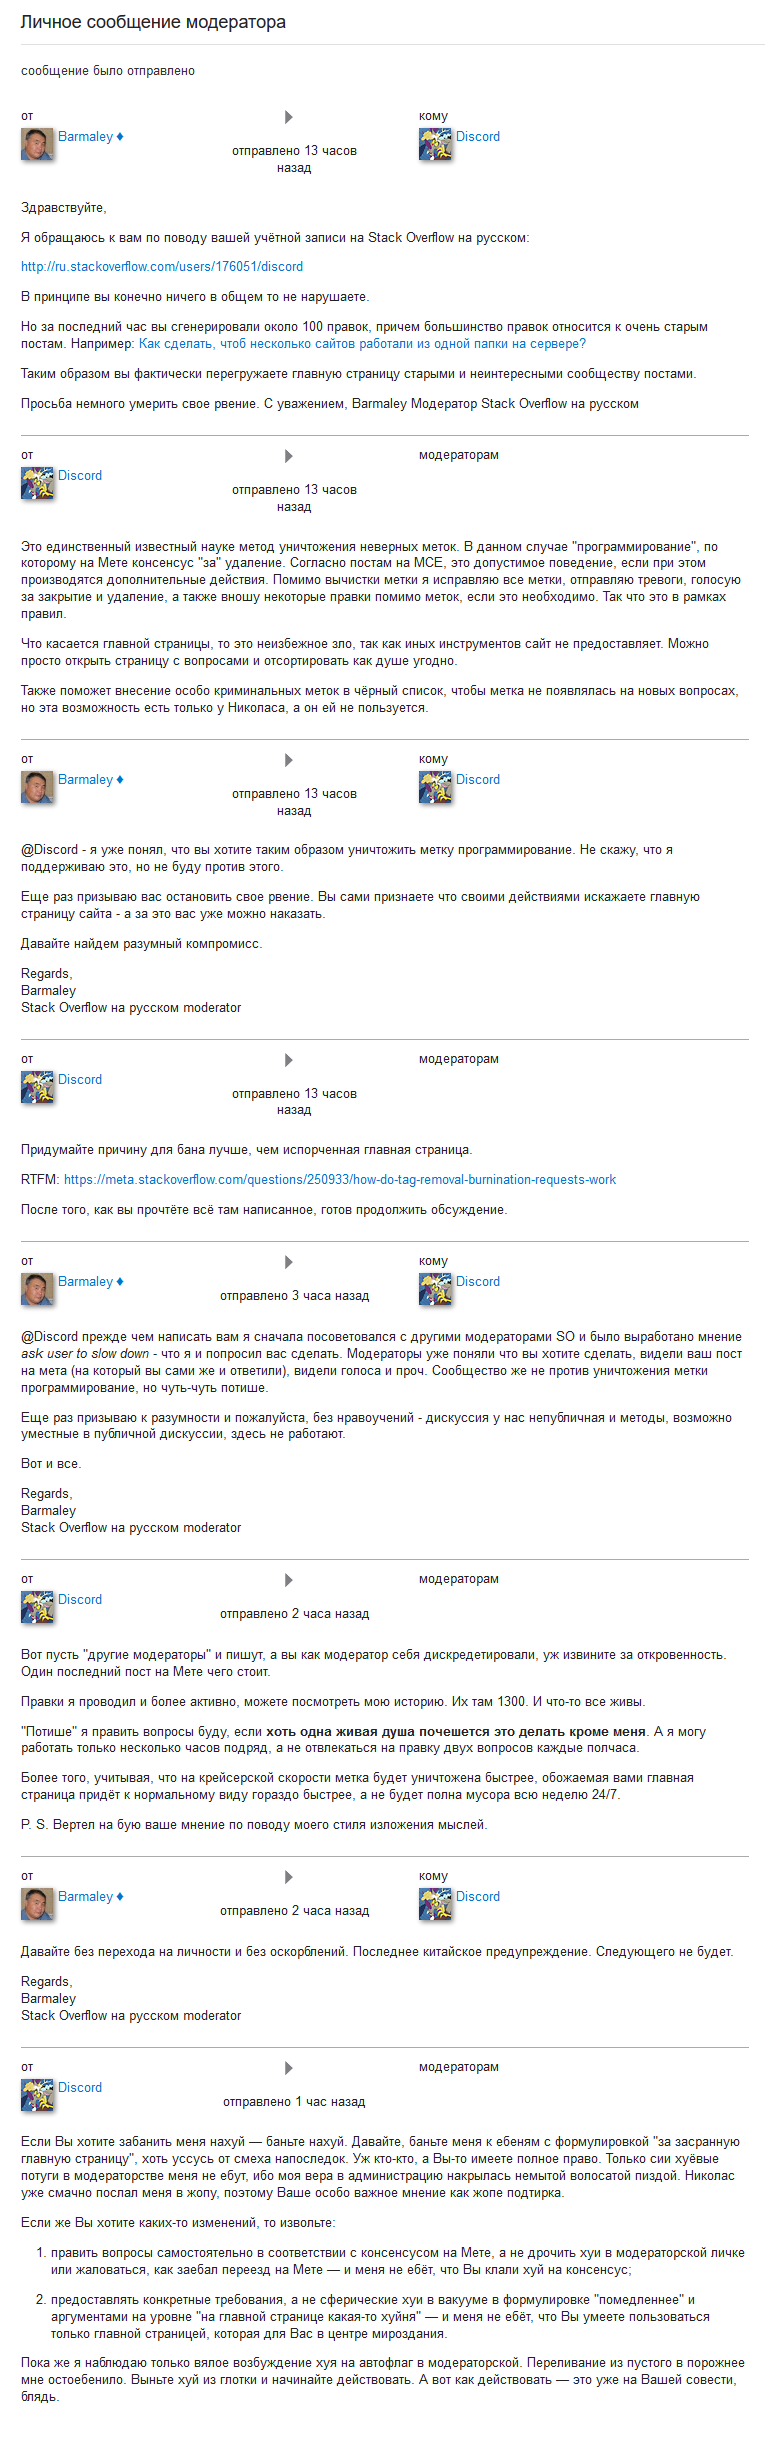 Личное сообщение модератора
сообщение было отправлено
от
кому
Barmaley ♦
Discord
отправлено 13 часов
назад
Здравствуйте,
Я обращаюсь к вам по поводу вашей учётной записи на Stack Overflow на русском:
http://ru.stackoverflow.com/users/176051/discord
В принципе вы конечно ничего в общем то не нарушаете.
Но за последний час вы сгенерировали около 100 правок, причем большинство правок относится к очень старым
постам. Например: Как сделать, чтоб несколько сайтов работали из одной папки на сервере?
Таким образом вы фактически перегружаете главную страницу старыми и неинтересными сообществу постами.
Просьба немного умерить свое рвение. С уважением, Barmaley Модератор Stack Overflow на русском
от
модераторам
Discord
отправлено 13 часов
назад
Это единственный известный науке метод уничтожения неверных меток. В данном случае "программирование", по
которому на Мете консенсус "за" удаление. Согласно постам на МСЕ, это допустимое поведение, если при этом
производятся дополнительные действия. Помимо вычистки метки я исправляю все метки, отправляю тревоги, голосую
за закрытие и удаление, а также вношу некоторые правки помимо меток, если это необходимо. Так что это в рамках
правил.
Что касается главной страницы, то это неизбежное зло, так как иных инструментов сайт не предоставляет. Можно
просто открыть страницу с вопросами и отсортировать как душе угодно.
Также поможет внесение особо криминальных меток в чёрный список, чтобы метка не появлялась на новых вопросах,
но эта возможность есть только у Николаса, а он ей не пользуется.
от
кому
Barmaley ♦
Discord
отправлено 13 часов
назад
@Discord - я уже понял, что вы хотите таким образом уничтожить метку программирование. Не скажу, что я
поддерживаю это, но не буду против этого.
Еще раз призываю вас остановить свое рвение. Вы сами признаете что своими действиями искажаете главную
страницу сайта - а за это вас уже можно наказать.
Давайте найдем разумный компромисс.
Regards,
Barmaley
Stack Overflow на русском moderator
от
модераторам
Discord
отправлено 13 часов
назад
Придумайте причину для бана лучше, чем испорченная главная страница.
RTFM: https://meta.stackoverflow.com/questions/250933/how-do-tag-removal-burnination-requests-work
После того, как вы прочтёте всё там написанное, готов продолжить обсуждение.
от
кому
Barmaley ♦
Discord
отправлено 3 часа назад
@Discord прежде чем написать вам я сначала посоветовался с другими модераторами SO и было выработано мнение
ask user to slow down - что я и попросил вас сделать. Модераторы уже поняли что вы хотите сделать, видели ваш пост
на мета (на который вы сами же и ответили), видели голоса и проч. Сообщество же не против уничтожения метки
программирование, но чуть-чуть потише.
Еще раз призываю к разумности и пожалуйста, без нравоучений - дискуссия у нас непубличная и методы, возможно
уместные в публичной дискуссии, здесь не работают.
Вот и все.
Regards,
Barmaley
Stack Overflow на русском moderator
от
модераторам
Discord
отправлено 2 часа назад
Вот пусть "другие модераторы" и пишут, а вы как модератор себя дискредетировали, уж извините за откровенность.
Один последний пост на Мете чего стоит.
Правки я проводил и более активно, можете посмотреть мою историю. Их там 1300. И что-то все живы.
"Потише" я править вопросы буду, если хоть одна живая душа почешется это делать кроме меня. А я могу
работать только несколько часов подряд, а не отвлекаться на правку двух вопросов каждые полчаса.
Более того, учитывая, что на крейсерской скорости метка будет уничтожена быстрее, обожаемая вами главная
страница придёт к нормальному виду гораздо быстрее, а не будет полна мусора всю неделю 24/7.
P. S. Вертел на бую ваше мнение по поводу моего стиля изложения мыслей.
от
кому
Barmaley ♦
Discord
отправлено 2 часа назад
Давайте без перехода на личности и без оскорблений. Последнее китайское предупреждение. Следующего не будет.
Regards,
Barmaley
Stack Overflow на русском moderator
от
модераторам
Discord
отправлено 1 час назад
Если Вы хотите забанить меня нахуй — баньте нахуй. Давайте, баньте меня к ебеням с формулировкой "за засранную
главную страницу", хоть уссусь от смеха напоследок. Уж кто-кто, а Вы-то имеете полное право. Только сии хуёвые
потуги в модераторстве меня не ебут, ибо моя вера в администрацию накрылась немытой волосатой пиздой. Николас
уже смачно послал меня в жопу, поэтому Ваше особо важное мнение как жопе подтирка.
Если же Вы хотите каких-то изменений, то извольте:
1. править вопросы самостоятельно в соответствии с консенсусом на Мете, а не дрочить хуи в модераторской личке
или жаловаться, как заебал переезд на Мете — и меня не ебёт, что Вы клали хуй на консенсус;
2. предоставлять конкретные требования, а не сферические хуи в вакууме в формулировке "помедленнее" и
аргументами на уровне "на главной странице какая-то хуйня" — и меня не ебёт, что Вы умеете пользоваться
только главной страницей, которая для Вас в центре мироздания.
Пока же я наблюдаю только вялое возбуждение хуя на автофлаг в модераторской. Переливание из пустого в порожнее
мне остоебенило. Выньте хуй из глотки и начинайте действовать. А вот как действовать — это уже на Вашей совести,
блядь.